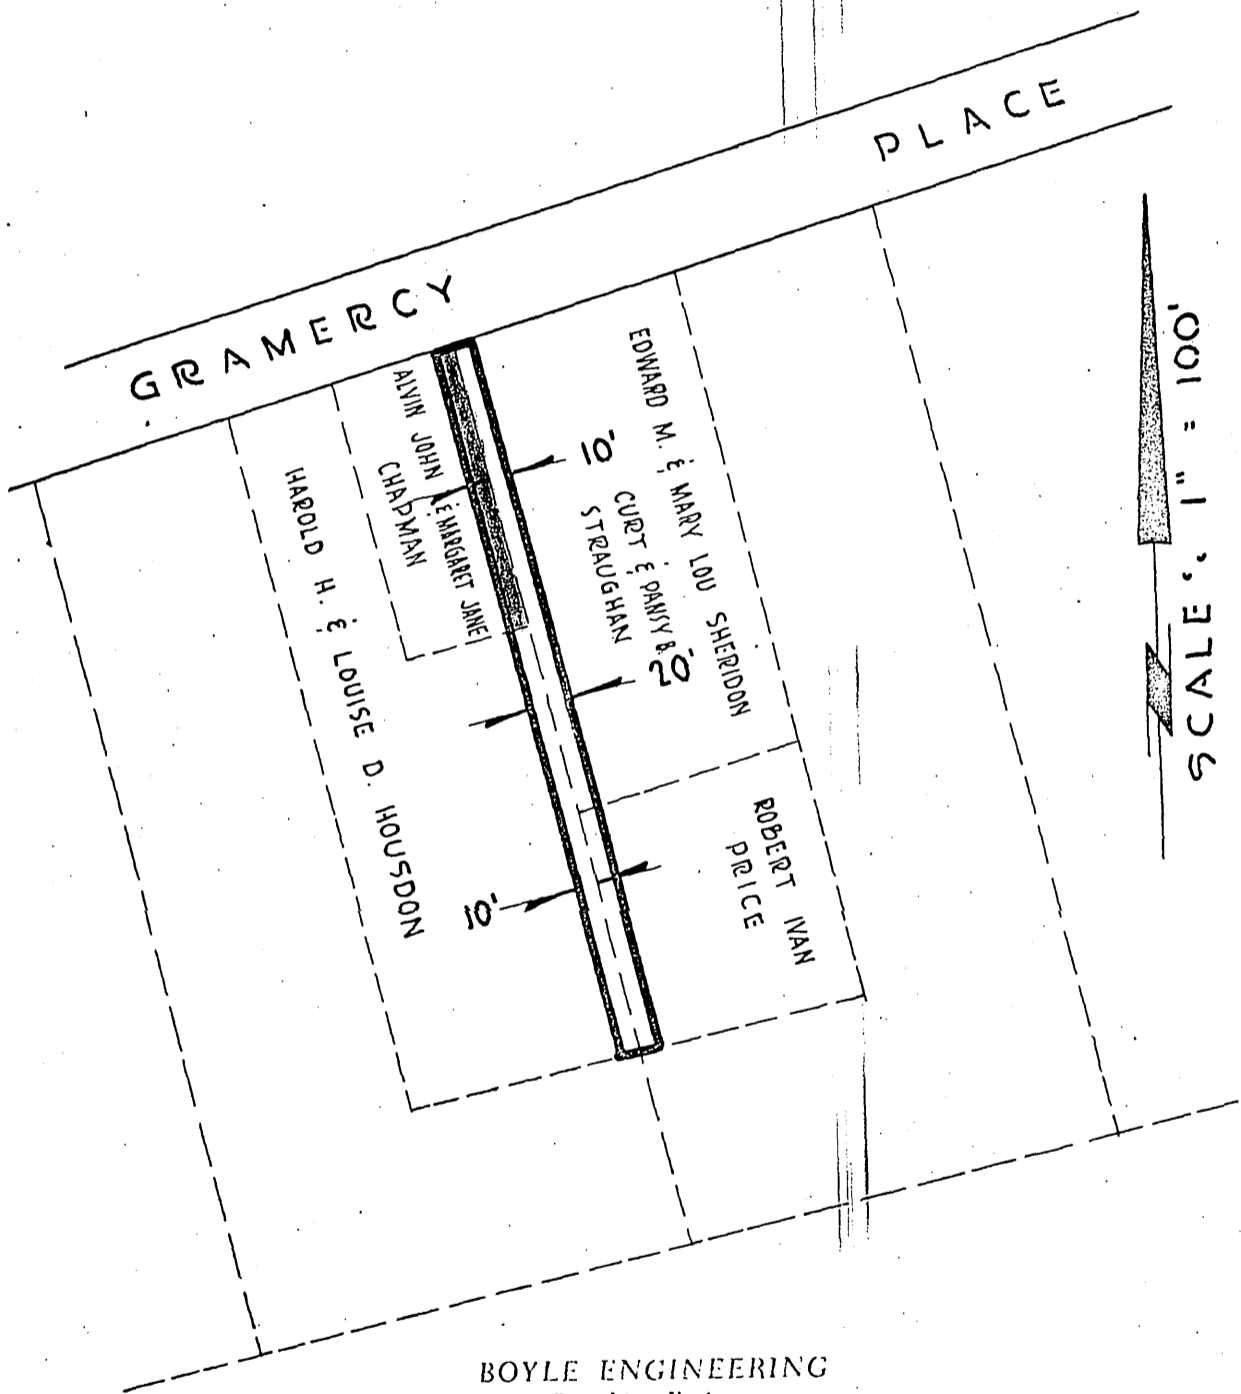 GRAMERCY PLACE
ALVIN JOHN & MARGARET JANE
CHAPMAN
HAROLD H. & LOUISE D. HOUSDON
10'
EDWARD M. & MARY LOU SHERIDON
CURT & PANSY B.
STRAUGHAN
20'
ROBERT IVAN
PRICE
10'
SCALE: 1" = 100'
BOYLE ENGINEERING